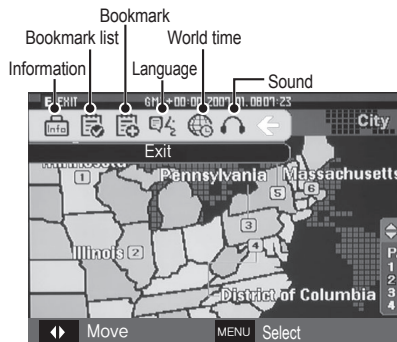 Bookmark
Bookmark list
World time
Information
Language
Sound
EXIT GMT+00:00 2007.01.08 07:23
Info
City
Exit
Minnesota
Pennsylvania
Massachusetts
1
5
6
3
Illinois 2
4
District of Columbia
P
1
2
3
4
Move
MENU Select